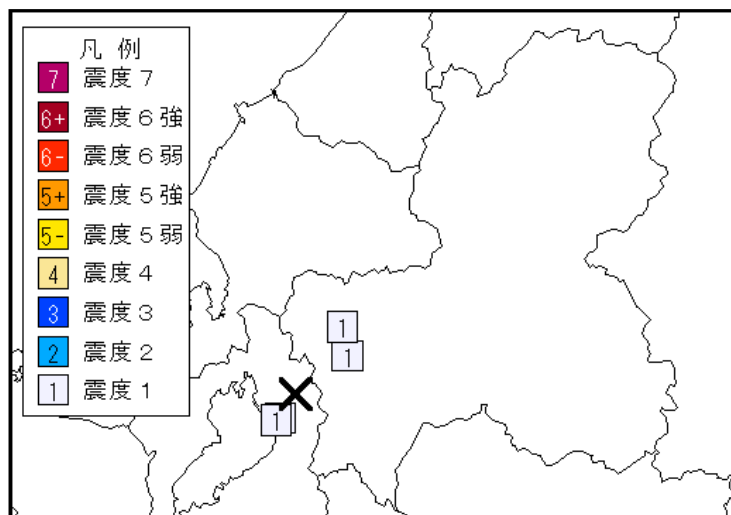 凡 例
7 震度７
6+ 震度６強
6- 震度６弱
5+ 震度５強
5- 震度５弱
4 震度４
3 震度３
2 震度２
1 震度１
1
1
1